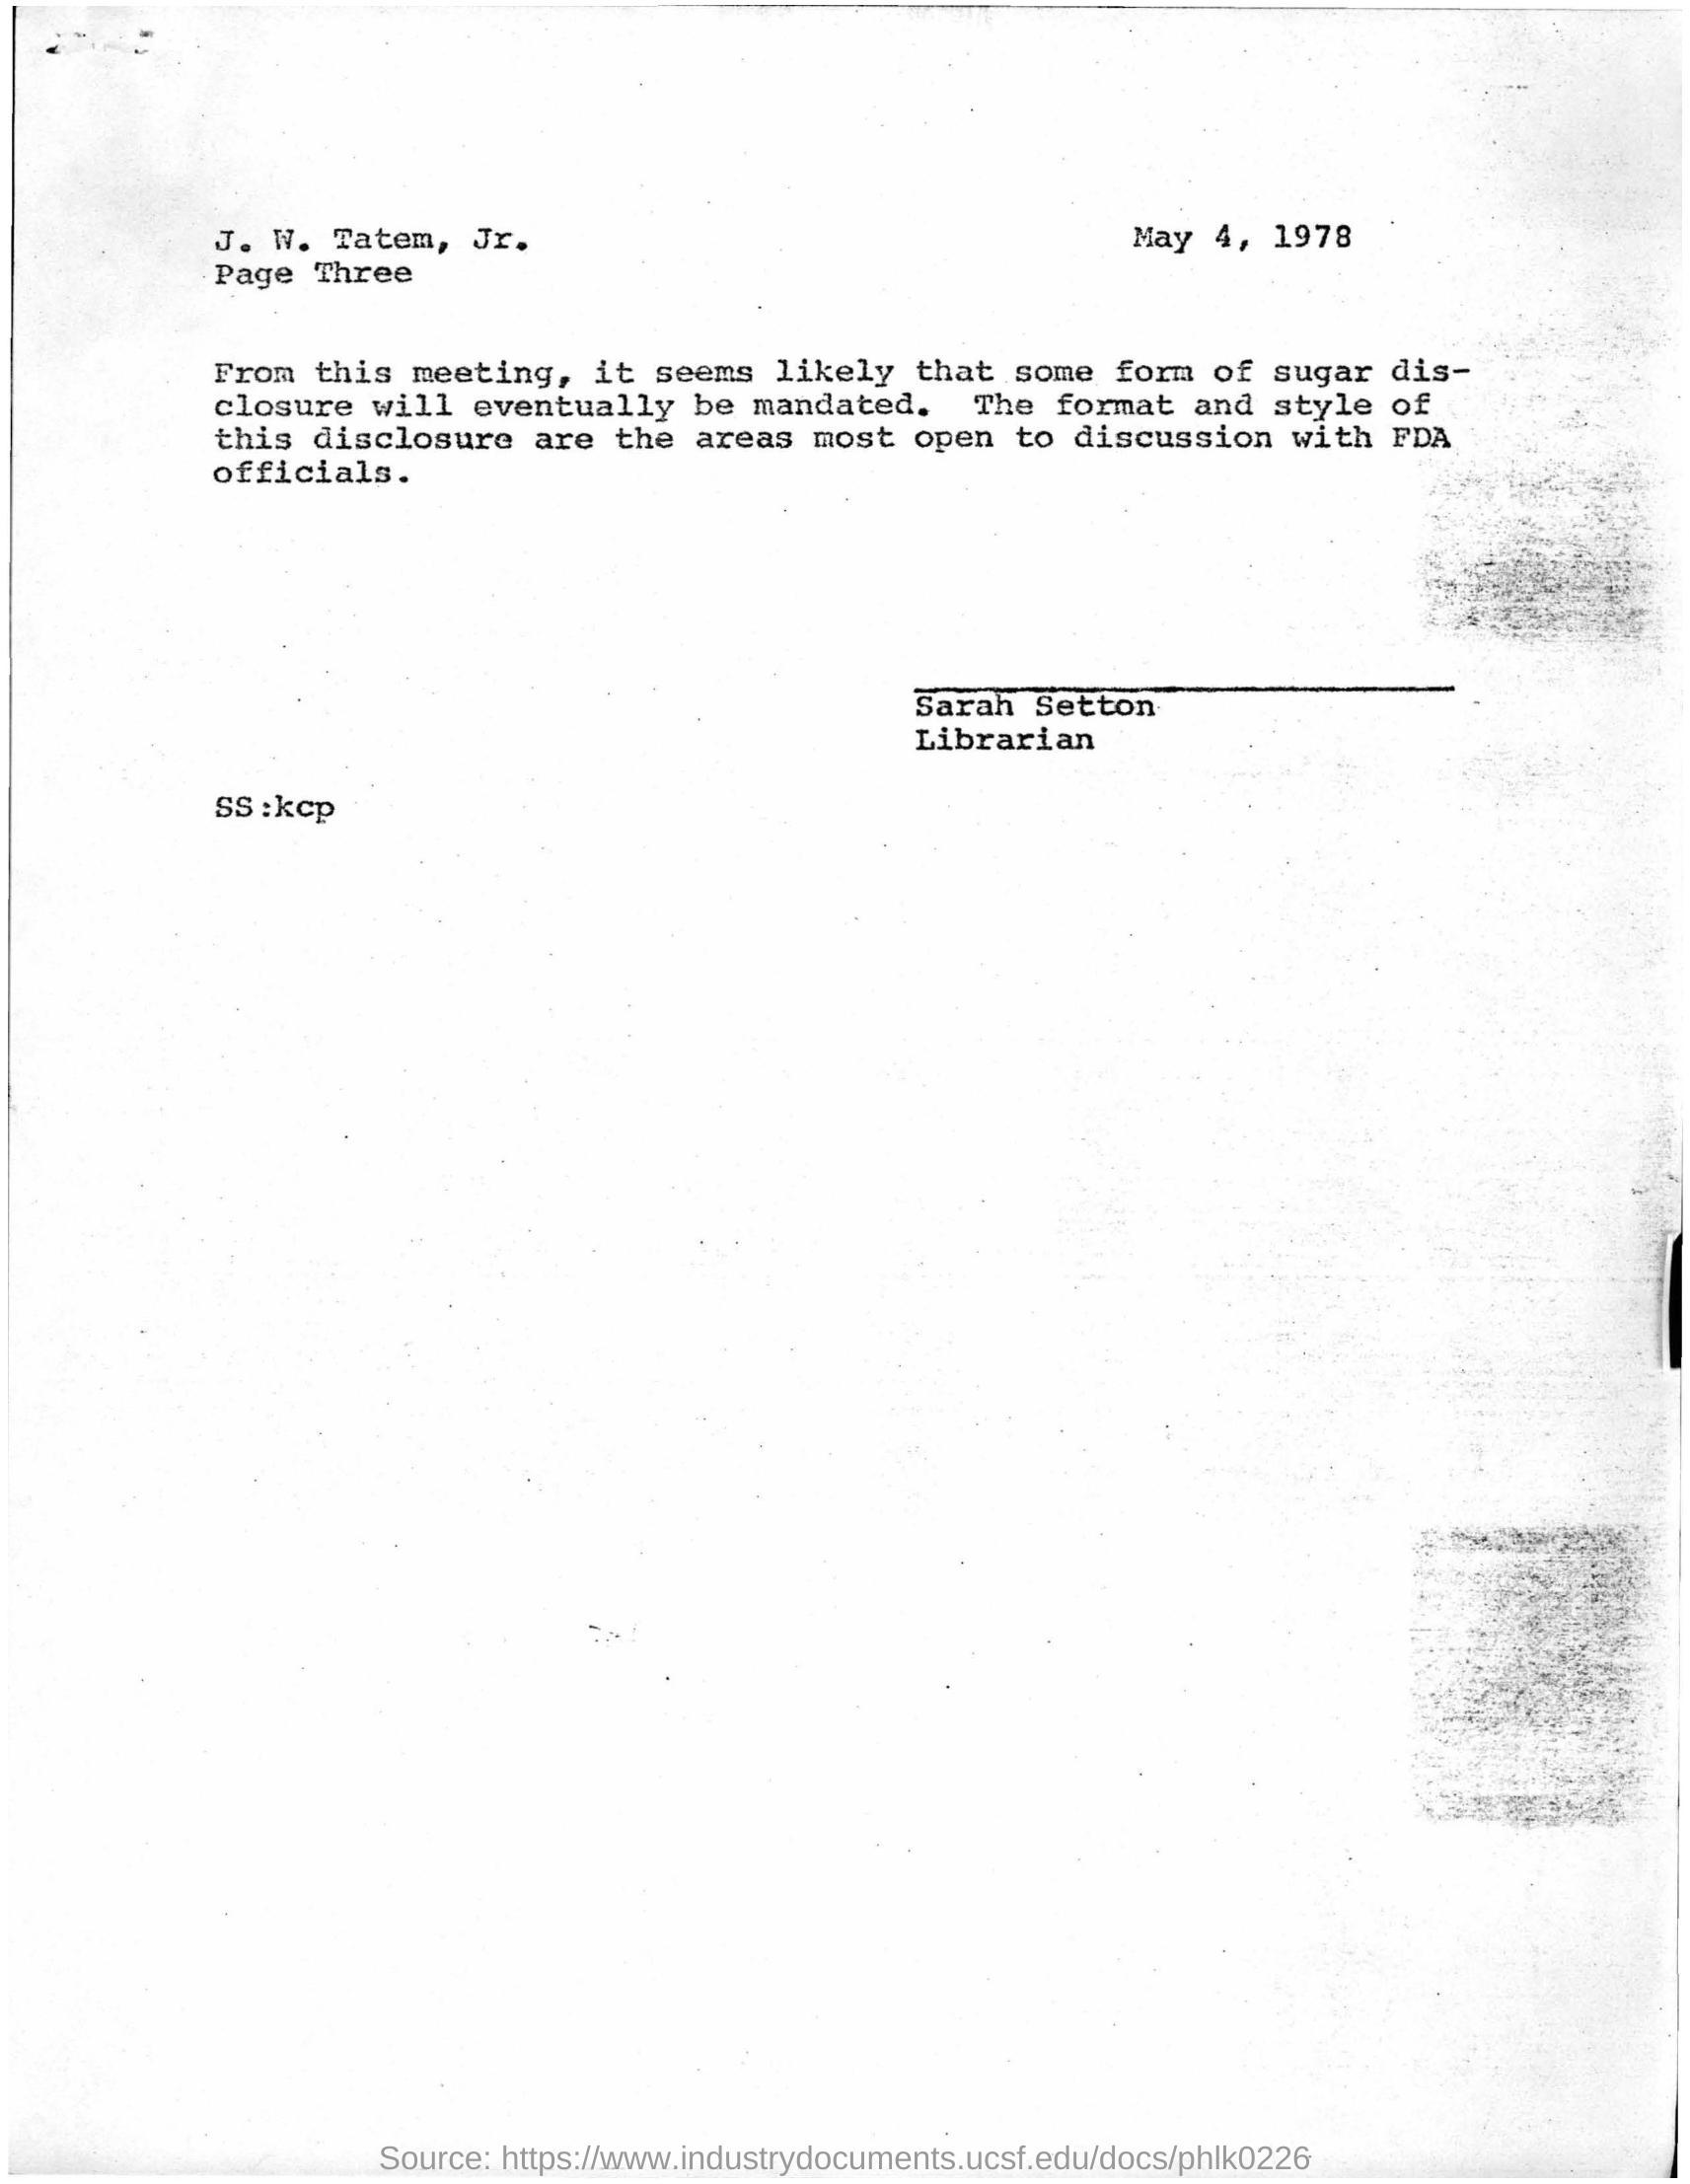 J. W. Tatem, Jr.
May 4, 1978
Page Three
From this meeting, it seems likely that some form of sugar dis-
closure will eventually be mandated. The format and style of
this disclosure are the areas most open to discussion with FDA
officials.
Sarah Setton
Librarian
SS:kcp
Source: https://www.industrydocuments.ucsf.edu/docs/phlk0226